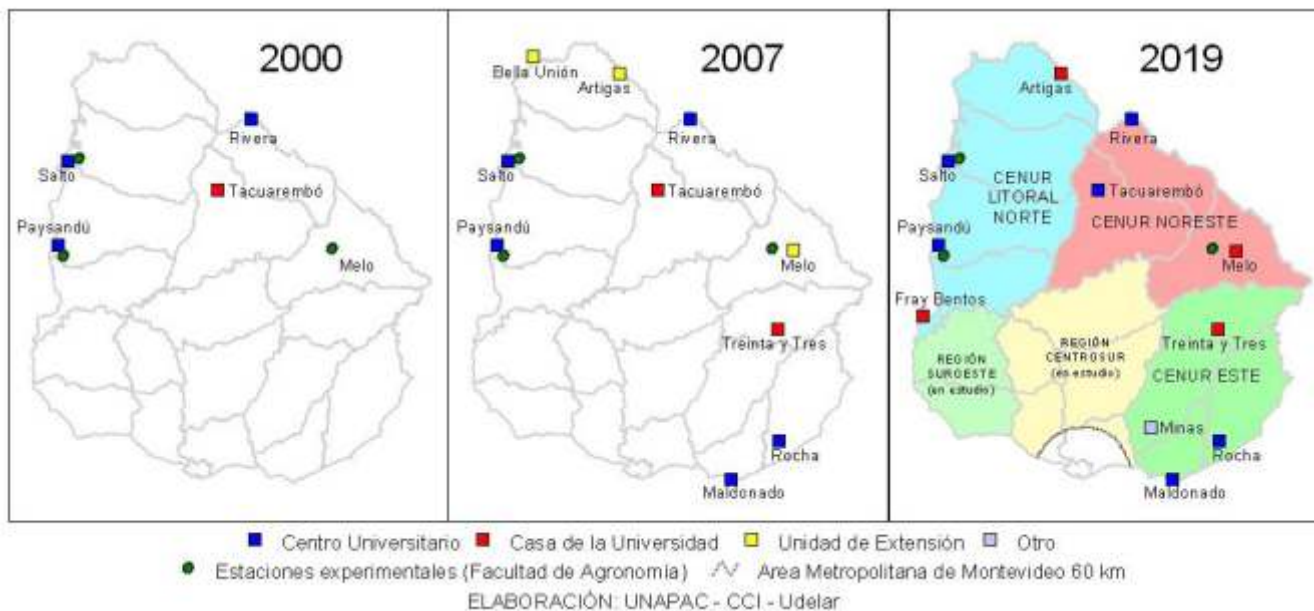 2000
Rivera
Salto
Tacuarembó
Paysandú
Melo
2007
Bella Unión
Artigas
Rivera
Salto
Tacuarembó
Paysandú
Melo
Treinta y Tres
Rocha
Maldonado
2019
Artigas
Rivera
Salto
CENUR
LITORAL
NORTE
Tacuarembó
CENUR NORESTE
Paysandú
Melo
Fray Bentos
REGIÓN
SUROESTE
(en estudio)
REGIÓN
CENTROSUR
(en estudio)
Treinta y Tres
CENUR ESTE
Minas
Rocha
Maldonado
Centro Universitario Casa de la Universidad Unidad de Extensión Otro
Estaciones experimentales (Facultad de Agronomía) Area Metropolitana de Montevideo 60 km
ELABORACIÓN: UNAPAC - CCI - Udelar